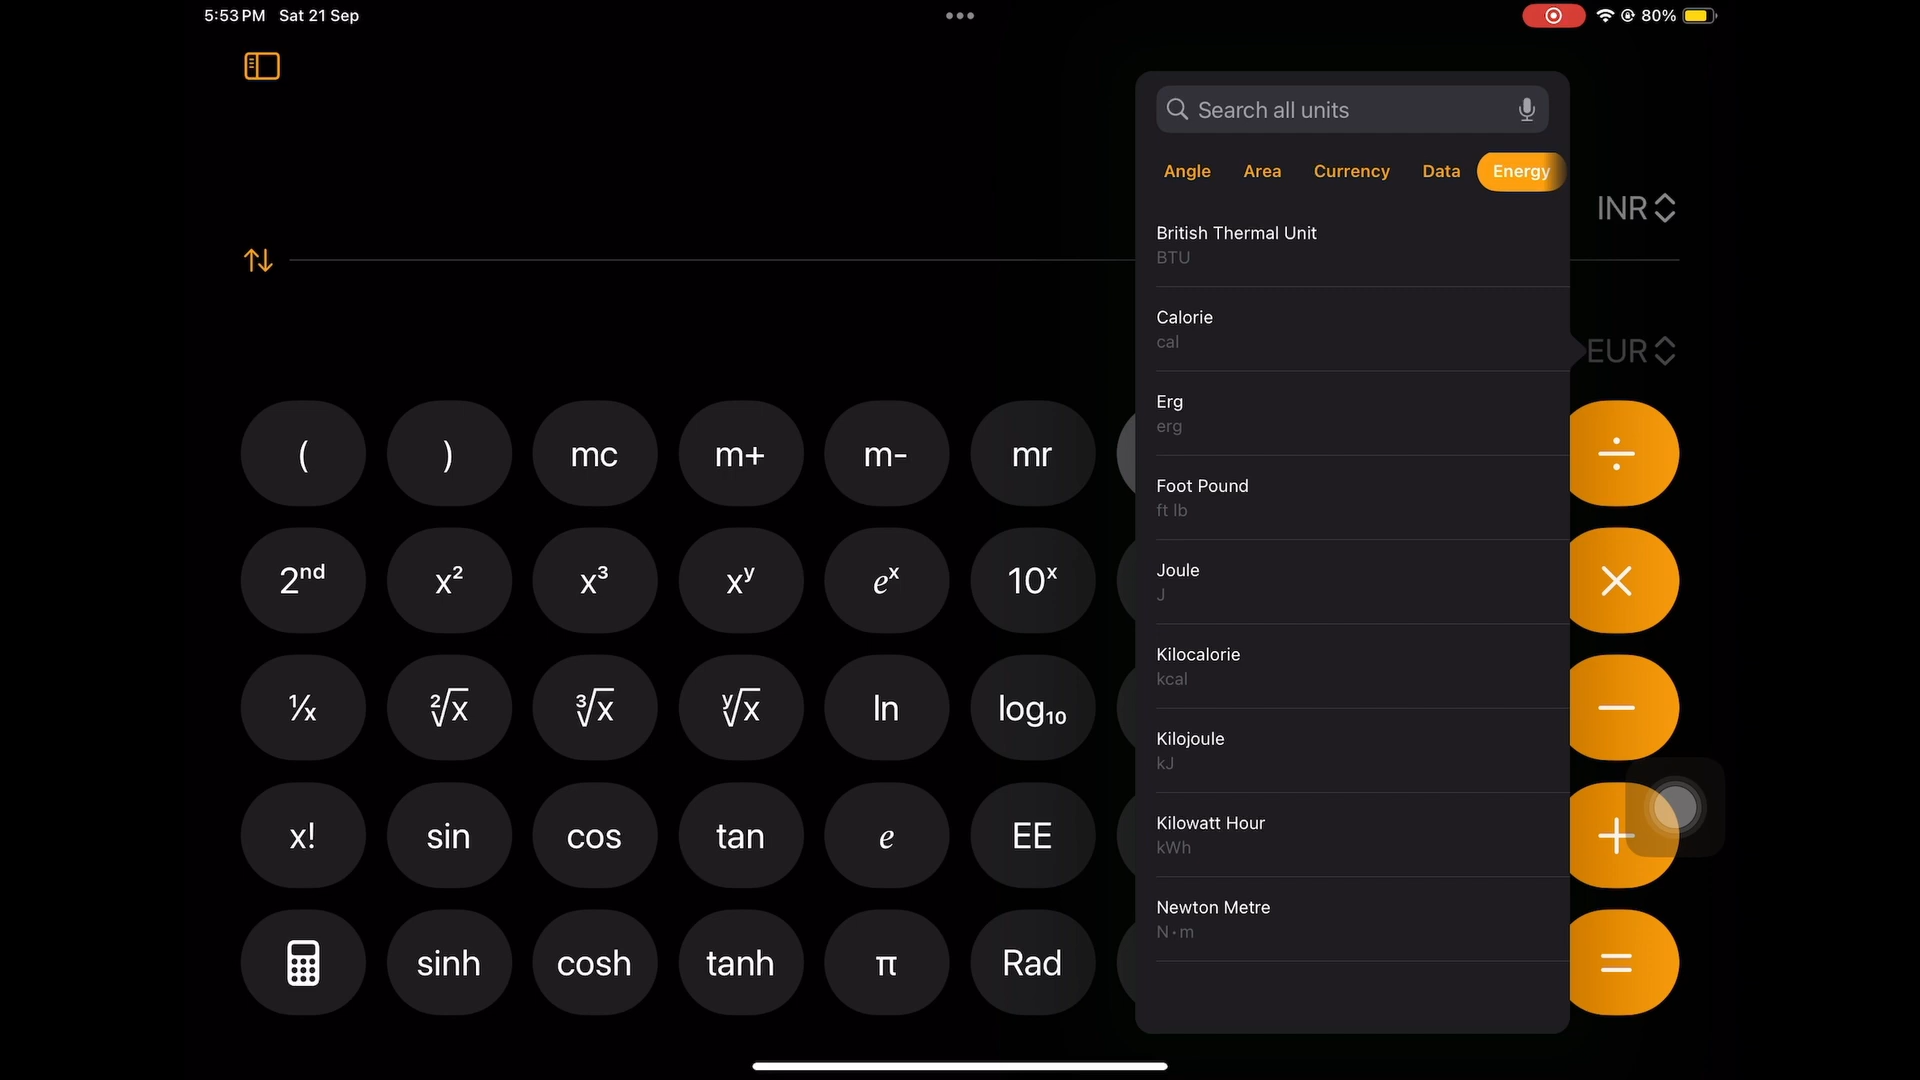 5:53 PM Sat 21 Sep
80%
Search all units
Angle Area Currency Data Energy
INR
British Thermal Unit
BTU
Calorie
cal
EUR
Erg
erg
Foot Pound
ft lb
Joule
J
Kilocalorie
kcal
Kilojoule
kJ
Kilowatt Hour
kWh
Newton Metre
N·m
( ) mc m+ m- mr ÷
2ⁿᵈ x² x³ xʸ eˣ 10ˣ ×
¹⁄ₓ ²√x ³√x ʸ√x ln log₁₀ −
x! sin cos tan e EE +
sinh cosh tanh π Rad =